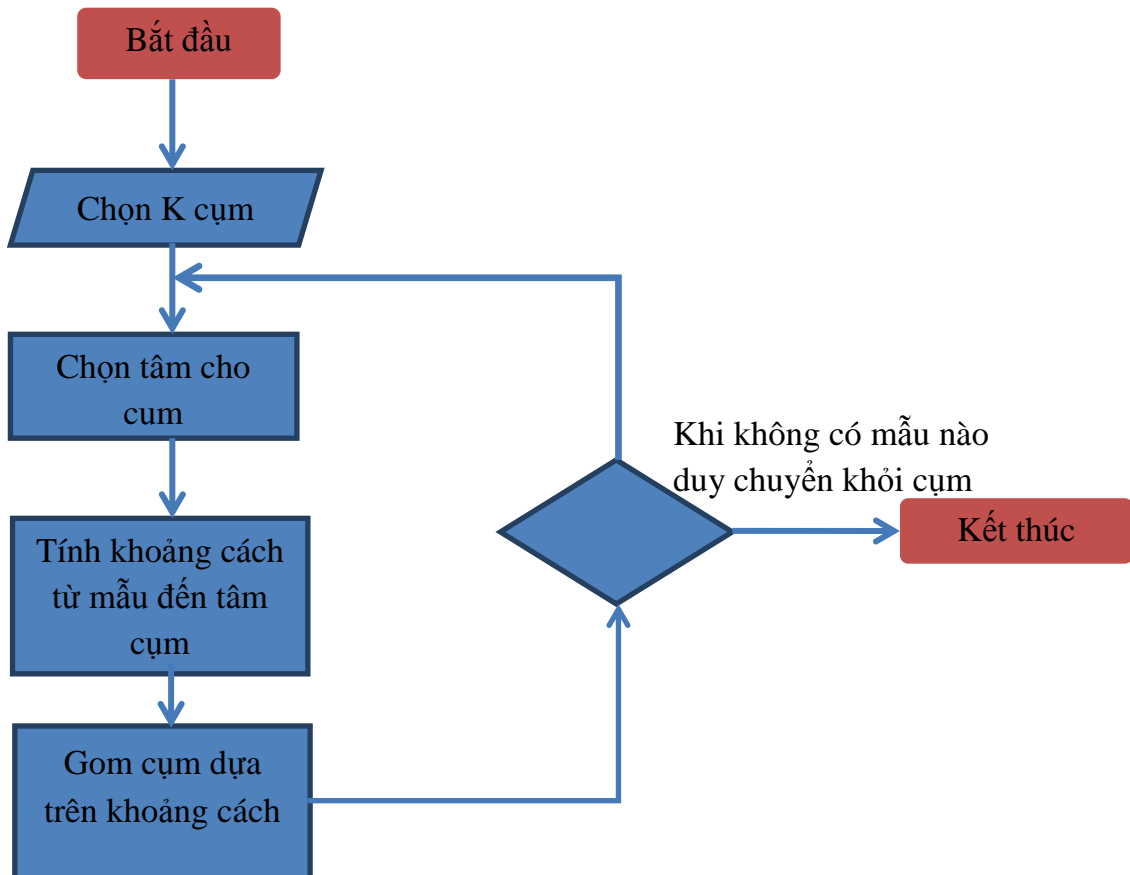 Bắt đầu
Chọn K cụm
Chọn tâm cho
cum
Tính khoảng cách
từ mẫu đến tâm
cụm
Gom cụm dựa
trên khoảng cách
Khi không có mẫu nào
duy chuyển khỏi cụm
Kết thúc